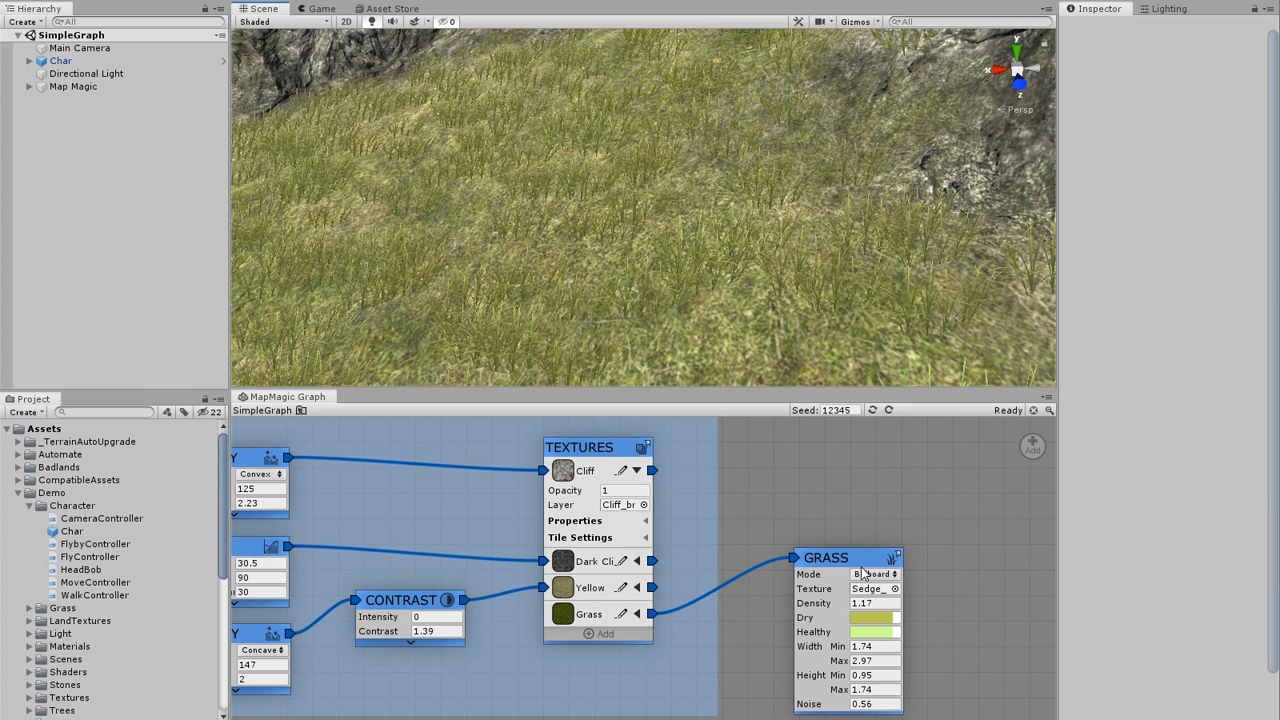 Hierarchy
Create
All
SimpleGraph
Main Camera
Char
Directional Light
Map Magic
Scene
Game
Asset Store
Shaded
2D
0
Gizmos
All
y
x
z
Persp
Inspector
Lighting
Project
Create
22
Assets
_TerrainAutoUpgrade
Automate
Badlands
CompatibleAssets
Demo
Character
CameraController
Char
FlybyController
FlyController
HeadBob
MoveController
WalkController
Grass
LandTextures
Light
Materials
Scenes
Shaders
Stones
Textures
Trees
MapMagic Graph
SimpleGraph
Seed: 12345
Ready
Add
Y
Convex
125
2.23
30.5
90
30
Y
Concave
147
2
CONTRAST
Intensity 0
Contrast 1.39
TEXTURES
Cliff
Opacity 1
Layer Cliff_br
Properties
Tile Settings
Dark Cli
Yellow
Grass
Add
GRASS
Mode
Texture Sedge_
Density 1.17
Dry
Healthy
Width Min 1.74
Max 2.97
Height Min 0.95
Max 1.74
Noise 0.56